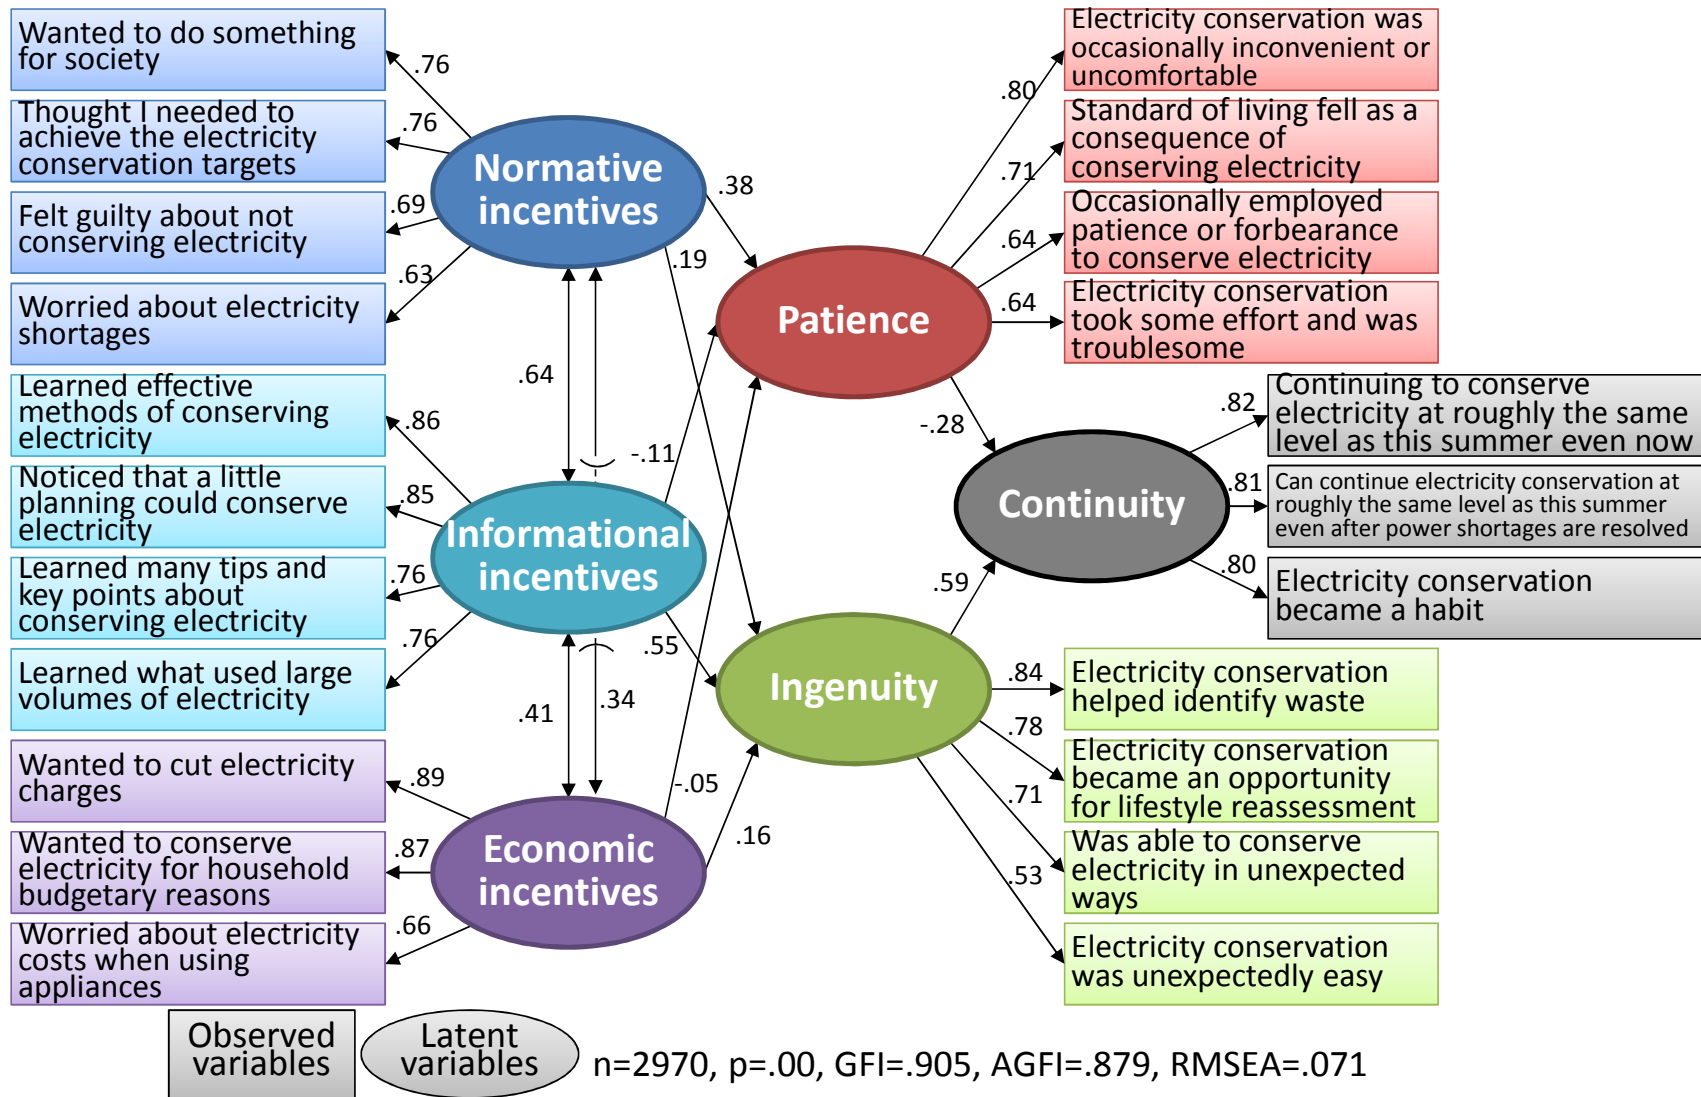 Wanted to do something
for society
Thought I needed to
achieve the electricity
conservation targets
Felt guilty about not
conserving electricity
Worried about electricity
shortages
Learned effective
methods of conserving
electricity
Noticed that a little
planning could conserve
electricity
Learned many tips and
key points about
conserving electricity
Learned what used large
volumes of electricity
Wanted to cut electricity
charges
Wanted to conserve
electricity for household
budgetary reasons
Worried about electricity
costs when using
appliances
.76
.76
.69
.63
.86
.85
.76
.76
.89
.87
.66
Normative
incentives
Informational
incentives
Economic
incentives
.64
.41
.34
.38
.19
-.11
.55
-.05
.16
Patience
Ingenuity
-.28
.59
Continuity
.80
.71
.64
.64
Electricity conservation was
occasionally inconvenient or
uncomfortable
Standard of living fell as a
consequence of
conserving electricity
Occasionally employed
patience or forbearance
to conserve electricity
Electricity conservation
took some effort and was
troublesome
.82
.81
.80
Continuing to conserve
electricity at roughly the same
level as this summer even now
Can continue electricity conservation at
roughly the same level as this summer
even after power shortages are resolved
Electricity conservation
became a habit
.84
.78
.71
.53
Electricity conservation
helped identify waste
Electricity conservation
became an opportunity
for lifestyle reassessment
Was able to conserve
electricity in unexpected
ways
Electricity conservation
was unexpectedly easy
Observed
variables
Latent
variables
n=2970, p=.00, GFI=.905, AGFI=.879, RMSEA=.071